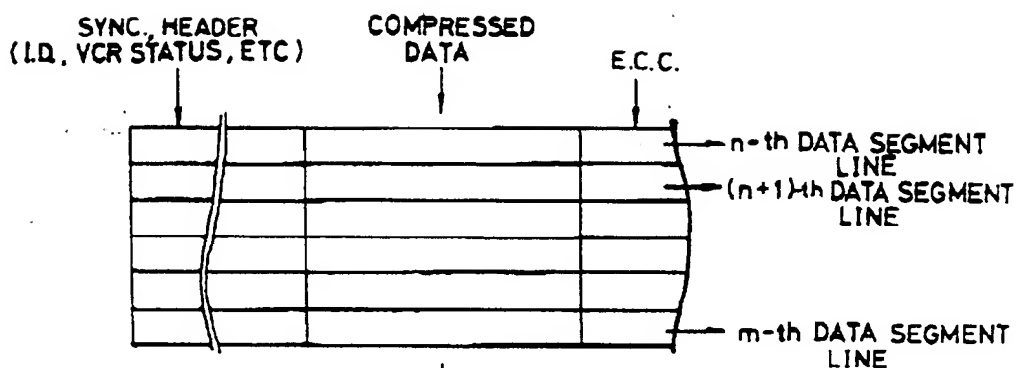 SYNC., HEADER
(I.D., VCR STATUS, ETC)
COMPRESSED
DATA
E.C.C.
n-th DATA SEGMENT
LINE
(n+1)-th DATA SEGMENT
LINE
m-th DATA SEGMENT
LINE